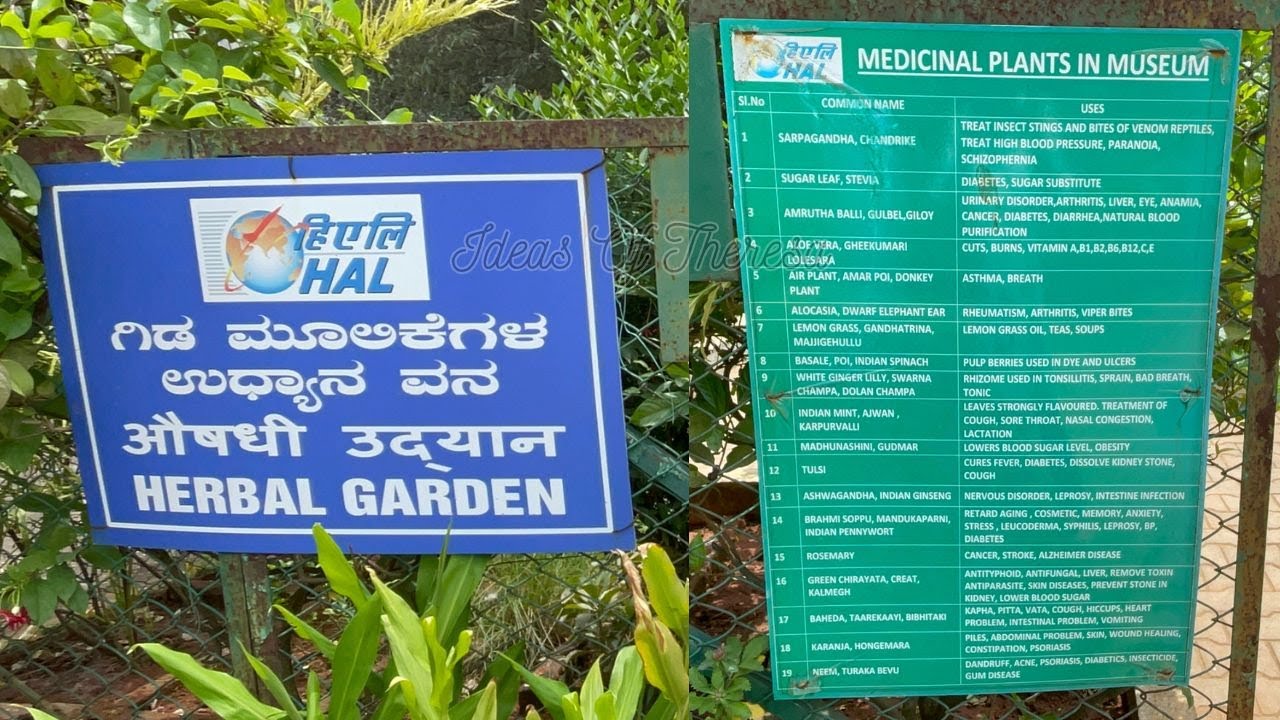 हिएलि
HAL
ಗಿಡ ಮೂಲಿಕೆಗಳ
ಉಧ್ಯಾನ ವನ
औषधी उद्‌यान
HERBAL GARDEN
Ideas Of Theresa
हिएलि
HAL
MEDICINAL PLANTS IN MUSEUM
Sl.No COMMON NAME USES
1 SARPAGANDHA, CHANDRIKE TREAT INSECT STINGS AND BITES OF VENOM REPTILES,
TREAT HIGH BLOOD PRESSURE, PARANOIA,
SCHIZOPHERNIA
2 SUGAR LEAF, STEVIA DIABETES, SUGAR SUBSTITUTE
3 AMRUTHA BALLI, GULBEL,GILOY URINARY DISORDER,ARTHRITIS, LIVER, EYE, ANAMIA,
CANCER, DIABETES, DIARRHEA,NATURAL BLOOD
PURIFICATION
4 ALOE VERA, GHEEKUMARI CUTS, BURNS, VITAMIN A,B1,B2,B6,B12,C,E
LOLESARA
5 AIR PLANT, AMAR POI, DONKEY ASTHMA, BREATH
PLANT
6 ALOCASIA, DWARF ELEPHANT EAR RHEUMATISM, ARTHRITIS, VIPER BITES
7 LEMON GRASS, GANDHATRINA, LEMON GRASS OIL, TEAS, SOUPS
MAJJIGEHULLU
8 BASALE, POI, INDIAN SPINACH PULP BERRIES USED IN DYE AND ULCERS
9 WHITE GINGER LILLY, SWARNA RHIZOME USED IN TONSILLITIS, SPRAIN, BAD BREATH,
CHAMPA, DOLAN CHAMPA TONIC
10 INDIAN MINT, AJWAN , LEAVES STRONGLY FLAVOURED. TREATMENT OF
KARPURVALLI COUGH, SORE THROAT, NASAL CONGESTION,
LACTATION
11 MADHUNASHINI, GUDMAR LOWERS BLOOD SUGAR LEVEL, OBESITY
12 TULSI CURES FEVER, DIABETES, DISSOLVE KIDNEY STONE,
COUGH
13 ASHWAGANDHA, INDIAN GINSENG NERVOUS DISORDER, LEPROSY, INTESTINE INFECTION
14 BRAHMI SOPPU, MANDUKAPARNI, RETARD AGING , COSMETIC, MEMORY, ANXIETY,
INDIAN PENNYWORT STRESS , LEUCODERMA, SYPHILIS, LEPROSY, BP,
DIABETES
15 ROSEMARY CANCER, STROKE, ALZHEIMER DISEASE
16 GREEN CHIRAYATA, CREAT, ANTITYPHOID, ANTIFUNGAL, LIVER, REMOVE TOXIN
KALMEGH ANTIPARASITE, SKIN DISEASES, PREVENT STONE IN
KIDNEY, LOWER BLOOD SUGAR
17 BAHEDA, TAAREKAAYI, BIBHITAKI KAPHA, PITTA, VATA, COUGH, HICCUPS, HEART
PROBLEM, INTESTINAL PROBLEM, VOMITING
18 KARANJA, HONGEMARA PILES, ABDOMINAL PROBLEM, SKIN, WOUND HEALING,
CONSTIPATION, PSORIASIS
19 NEEM, TURAKA BEVU DANDRUFF, ACNE, PSORIASIS, DIABETICS, INSECTICIDE,
GUM DISEASE